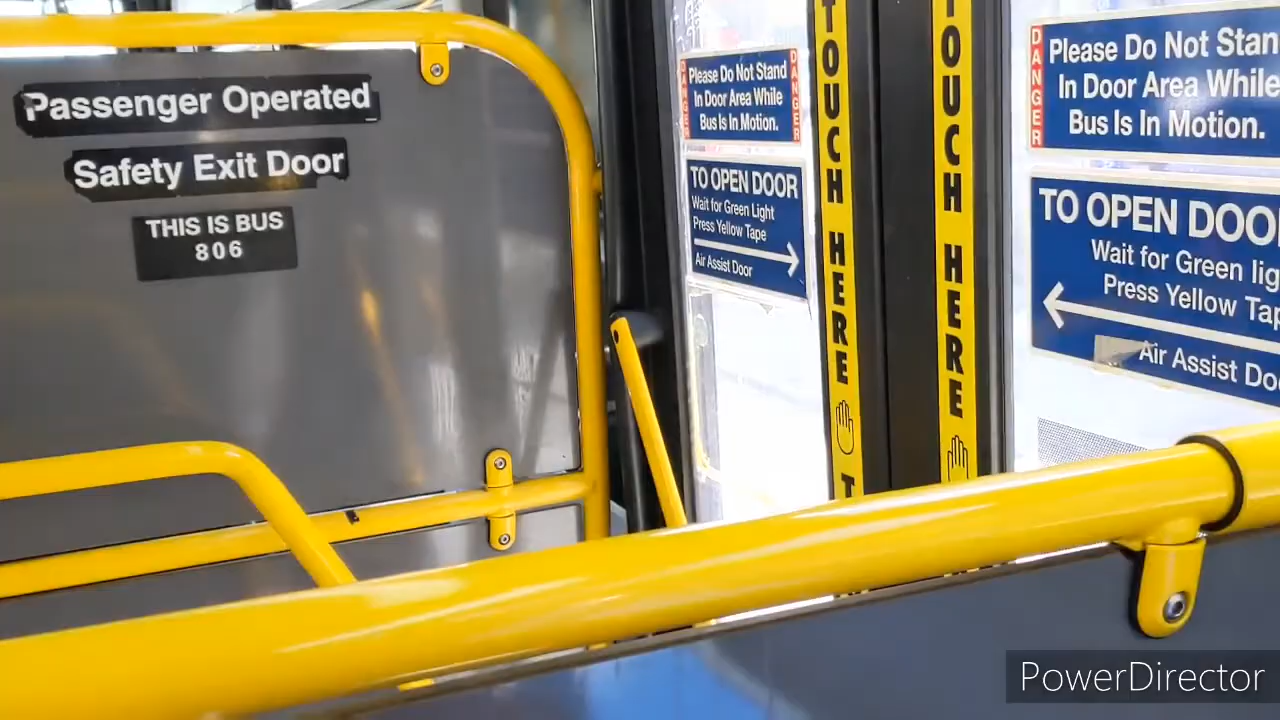 Passenger Operated
Safety Exit Door
THIS IS BUS
806
DANGER
Please Do Not Stand
In Door Area While
Bus Is In Motion.
DANGER
TO OPEN DOOR
Wait for Green Light
Press Yellow Tape
Air Assist Door
TOUCH HERE
TOUCH HERE
DANGER
Please Do Not Stan
In Door Area While
Bus Is In Motion.
TO OPEN DOO
Wait for Green lig
Press Yellow Tap
Air Assist Do
PowerDirector